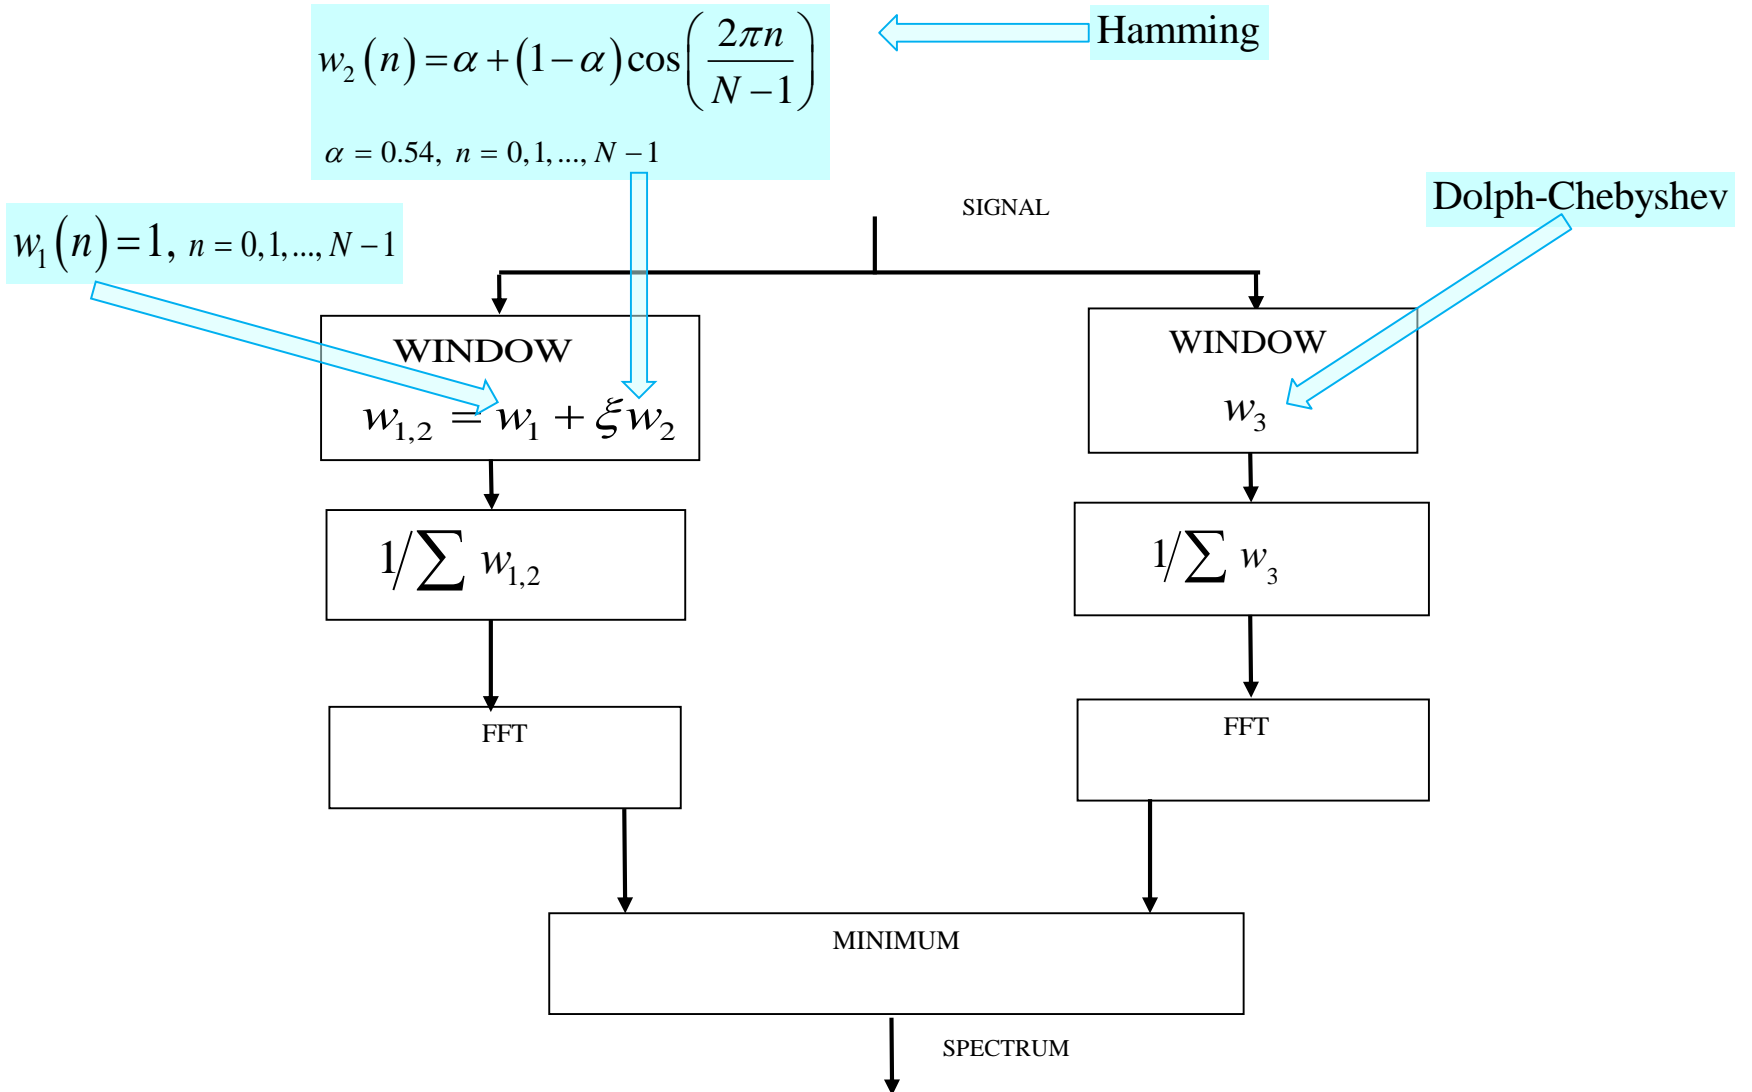 w₂(n) = α + (1 − α) cos(2πn / N − 1)
Hamming
α = 0.54, n = 0,1,..., N − 1
Dolph-Chebyshev
SIGNAL
w₁(n) = 1, n = 0,1,..., N − 1
WINDOW
w₁,₂ = w₁ + ξw₂
WINDOW
w₃
1/∑ w₁,₂
1/∑ w₃
FFT
FFT
MINIMUM
SPECTRUM